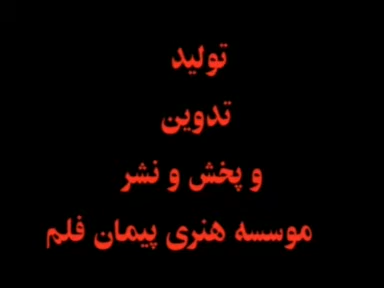 تولید
تدوین
و پخش و نشر
موسسه هنری پیمان فلم